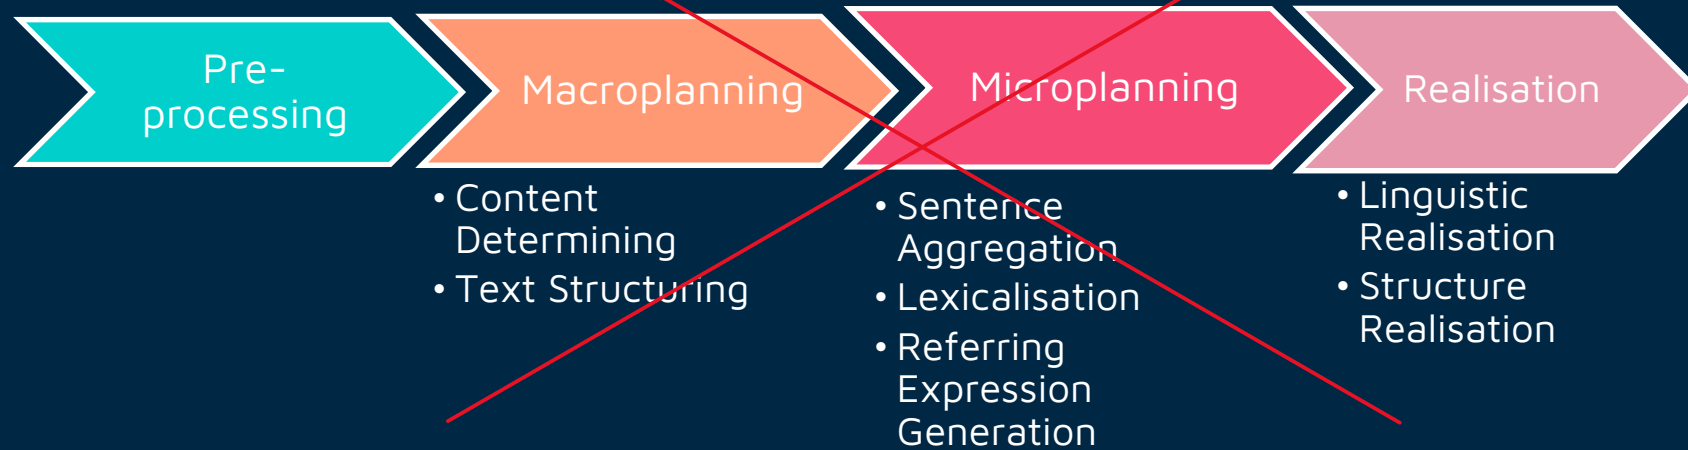 Pre-
processing
Macroplanning
Microplanning
Realisation
• Content
Determining
• Text Structuring
• Sentence
Aggregation
• Lexicalisation
• Referring
Expression
Generation
• Linguistic
Realisation
• Structure
Realisation